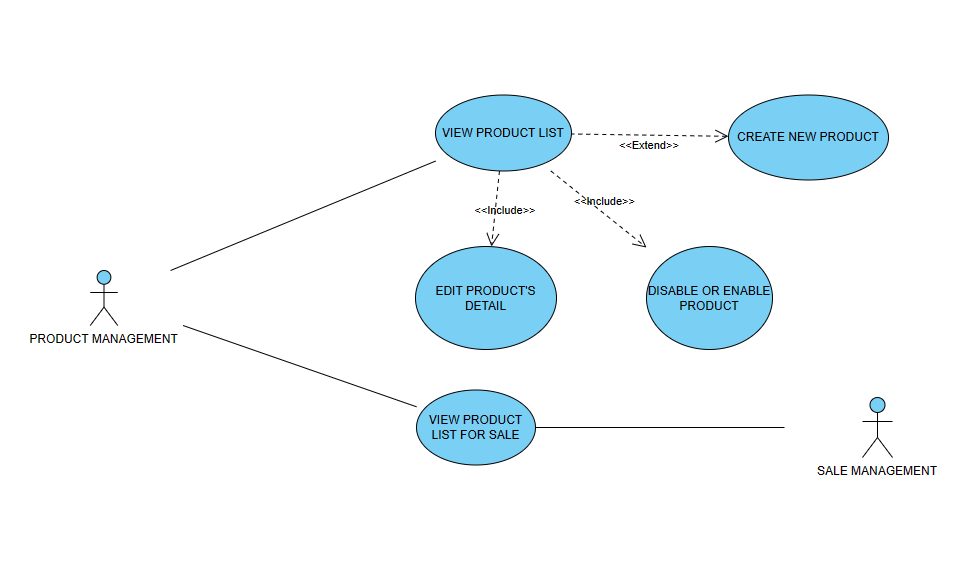 VIEW PRODUCT LIST
CREATE NEW PRODUCT
<<Extend>>
<<Include>>
<<Include>>
EDIT PRODUCT'S
DETAIL
DISABLE OR ENABLE
PRODUCT
PRODUCT MANAGEMENT
VIEW PRODUCT
LIST FOR SALE
SALE MANAGEMENT